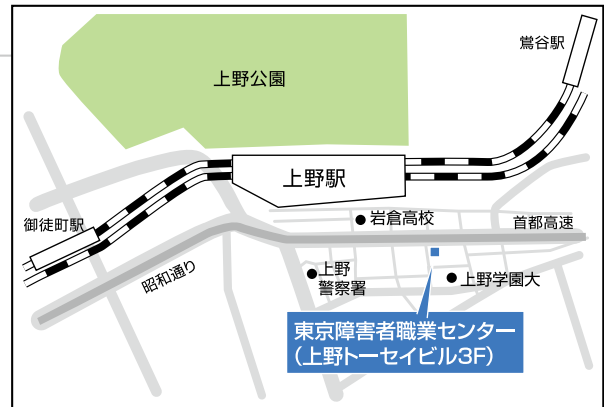 鶯谷駅
上野公園
上野駅
岩倉高校
御徒町駅
首都高速
昭和通り
上野
警察署
上野学園大
東京障害者職業センター
(上野トーセイビル3F)